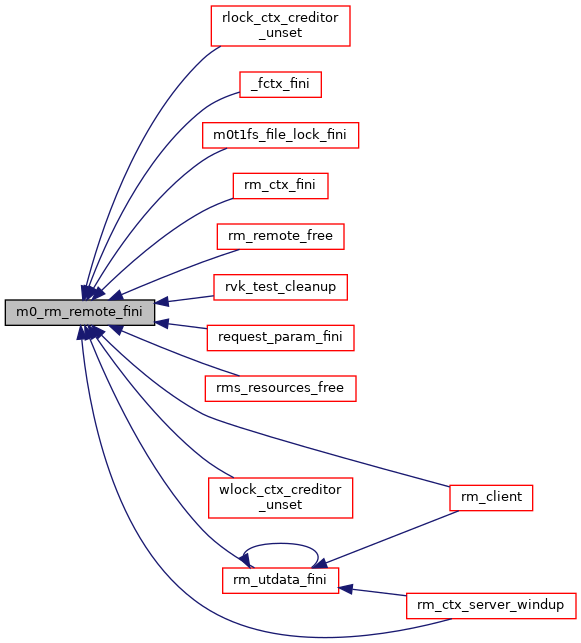 rlock_ctx_creditor
_unset
_fctx_fini
m0t1fs_file_lock_fini
rm_ctx_fini
rm_remote_free
rvk_test_cleanup
m0_rm_remote_fini
request_param_fini
rms_resources_free
wlock_ctx_creditor
_unset
rm_client
rm_utdata_fini
rm_ctx_server_windup